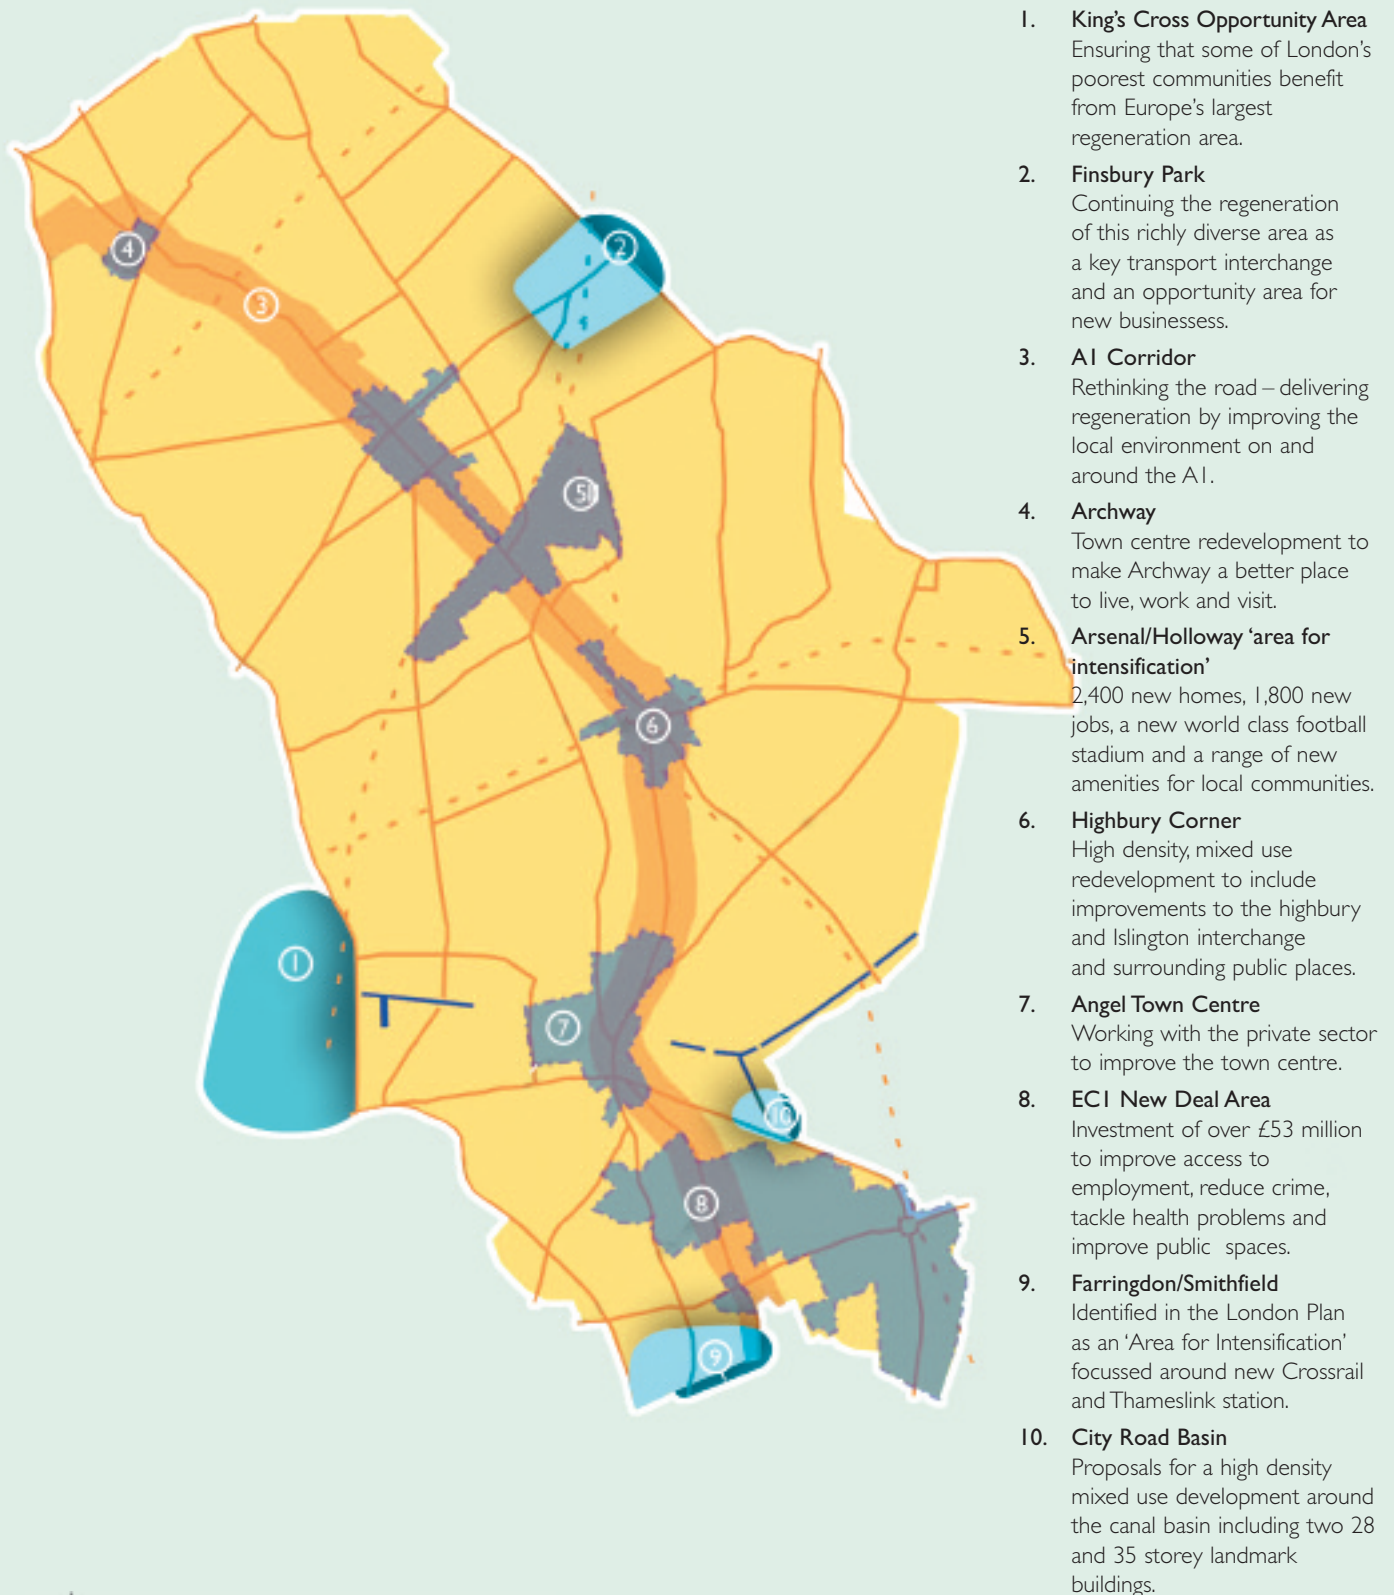 1. King's Cross Opportunity Area
Ensuring that some of London's
poorest communities benefit
from Europe's largest
regeneration area.
2. Finsbury Park
Continuing the regeneration
of this richly diverse area as
a key transport interchange
and an opportunity area for
new businessess.
3. A1 Corridor
Rethinking the road – delivering
regeneration by improving the
local environment on and
around the A1.
4. Archway
Town centre redevelopment to
make Archway a better place
to live, work and visit.
5. Arsenal/Holloway 'area for
intensification'
2,400 new homes, 1,800 new
jobs, a new world class football
stadium and a range of new
amenities for local communities.
6. Highbury Corner
High density, mixed use
redevelopment to include
improvements to the highbury
and Islington interchange
and surrounding public places.
7. Angel Town Centre
Working with the private sector
to improve the town centre.
8. EC1 New Deal Area
Investment of over £53 million
to improve access to
employment, reduce crime,
tackle health problems and
improve public spaces.
9. Farringdon/Smithfield
Identified in the London Plan
as an 'Area for Intensification'
focussed around new Crossrail
and Thameslink station.
10. City Road Basin
Proposals for a high density
mixed use development around
the canal basin including two 28
and 35 storey landmark
buildings.
2
4
3
5
6
1
7
10
8
9